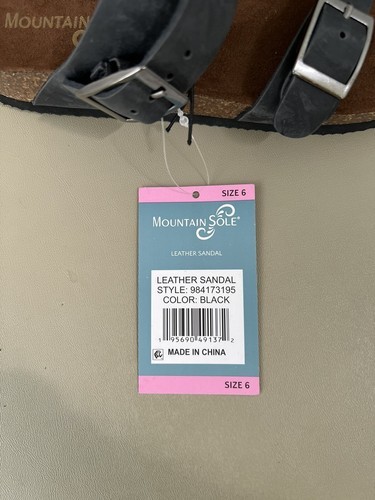 MOUNTAIN
SIZE 6
MOUNTAIN SOLE®
LEATHER SANDAL
LEATHER SANDAL
STYLE: 984173195
COLOR: BLACK
1 95690 49137 2
MADE IN CHINA
SIZE 6